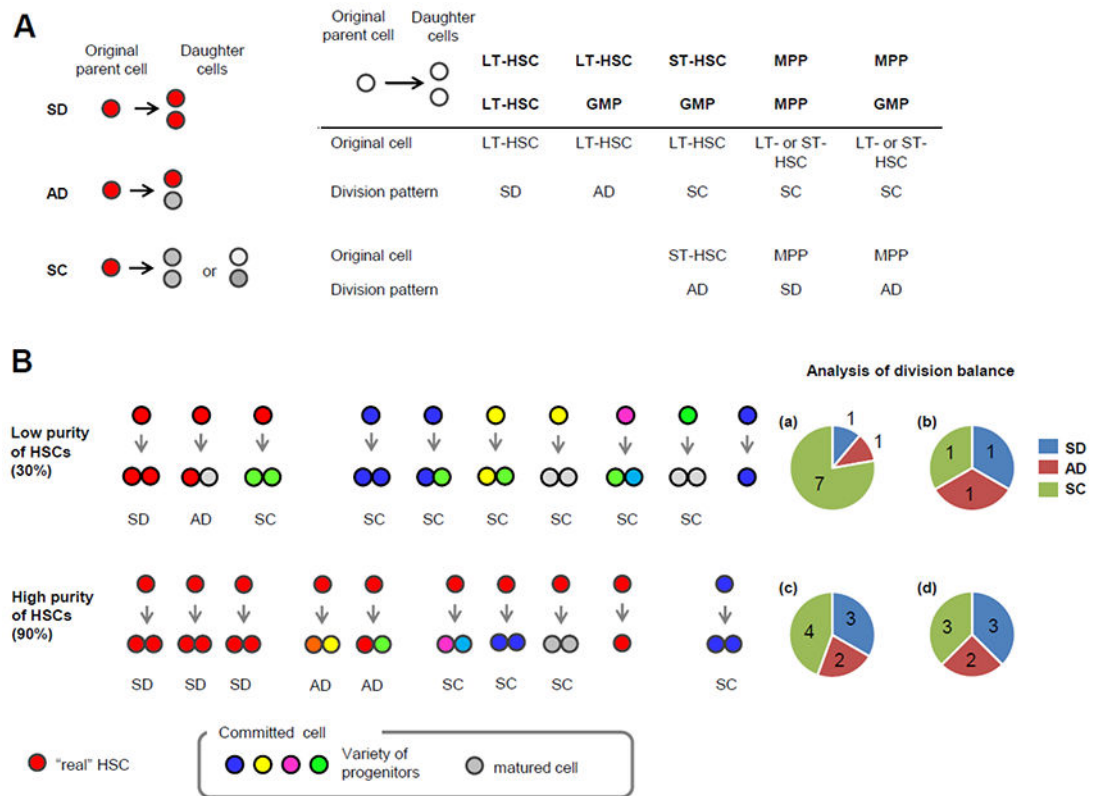 A
Original parent cell
Daughter cells
SD
AD
SC
or
Original parent cell
Daughter cells
LT-HSC LT-HSC ST-HSC MPP MPP
LT-HSC GMP GMP MPP GMP
Original cell LT-HSC LT-HSC LT-HSC LT- or ST-HSC LT- or ST-HSC
Division pattern SD AD SC SC SC
Original cell ST-HSC MPP MPP
Division pattern AD SD AD
B
Analysis of division balance
Low purity of HSCs (30%)
SD AD SC SC SC SC SC SC SC
(a)
1
1
7
(b)
1
1
1
SD
AD
SC
High purity of HSCs (90%)
SD SD SD AD AD SC SC SC SC
(c)
3
2
4
(d)
3
2
3
"real" HSC
Committed cell
Variety of progenitors
matured cell